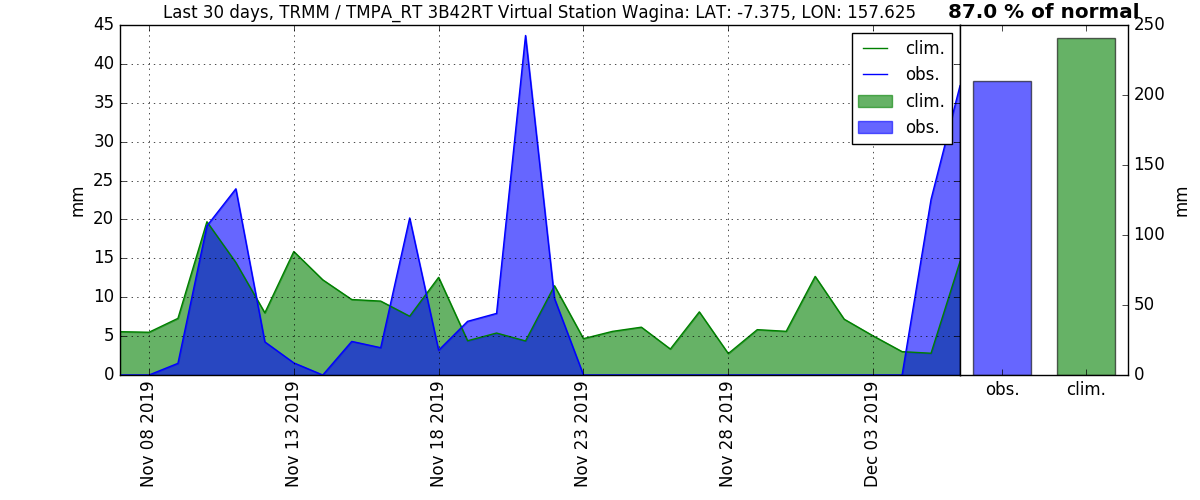 Last 30 days, TRMM / TMPA_RT 3B42RT Virtual Station Wagina: LAT: -7.375, LON: 157.625
87.0 % of normal
45
40
35
30
25
20
15
10
5
0
mm
clim.
obs.
clim.
obs.
Nov 08 2019
Nov 13 2019
Nov 18 2019
Nov 23 2019
Nov 28 2019
Dec 03 2019
250
200
150
100
50
0
mm
obs.
clim.